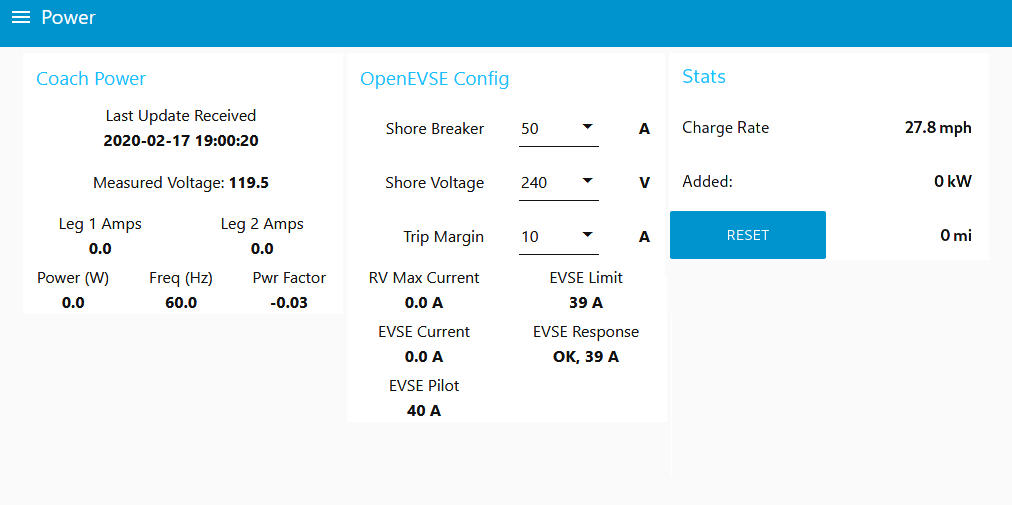 Power
Coach Power
Last Update Received
2020-02-17 19:00:20
Measured Voltage: 119.5
Leg 1 Amps Leg 2 Amps
0.0 0.0
Power (W) Freq (Hz) Pwr Factor
0.0 60.0 -0.03
OpenEVSE Config
Shore Breaker 50 A
Shore Voltage 240 V
Trip Margin 10 A
RV Max Current EVSE Limit
0.0 A 39 A
EVSE Current EVSE Response
0.0 A OK, 39 A
EVSE Pilot
40 A
Stats
Charge Rate 27.8 mph
Added: 0 kW
RESET 0 mi